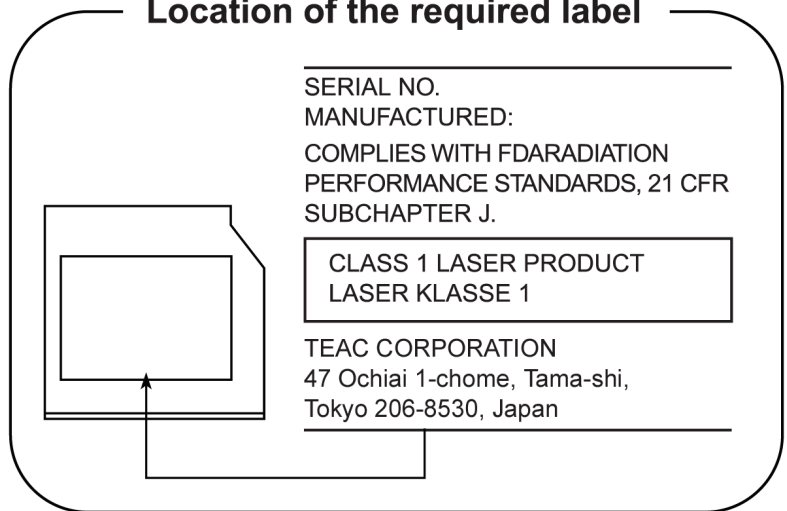 Location of the required label
SERIAL NO.
MANUFACTURED:
COMPLIES WITH FDARADIATION
PERFORMANCE STANDARDS, 21 CFR
SUBCHAPTER J.
CLASS 1 LASER PRODUCT
LASER KLASSE 1
TEAC CORPORATION
47 Ochiai 1-chome, Tama-shi,
Tokyo 206-8530, Japan